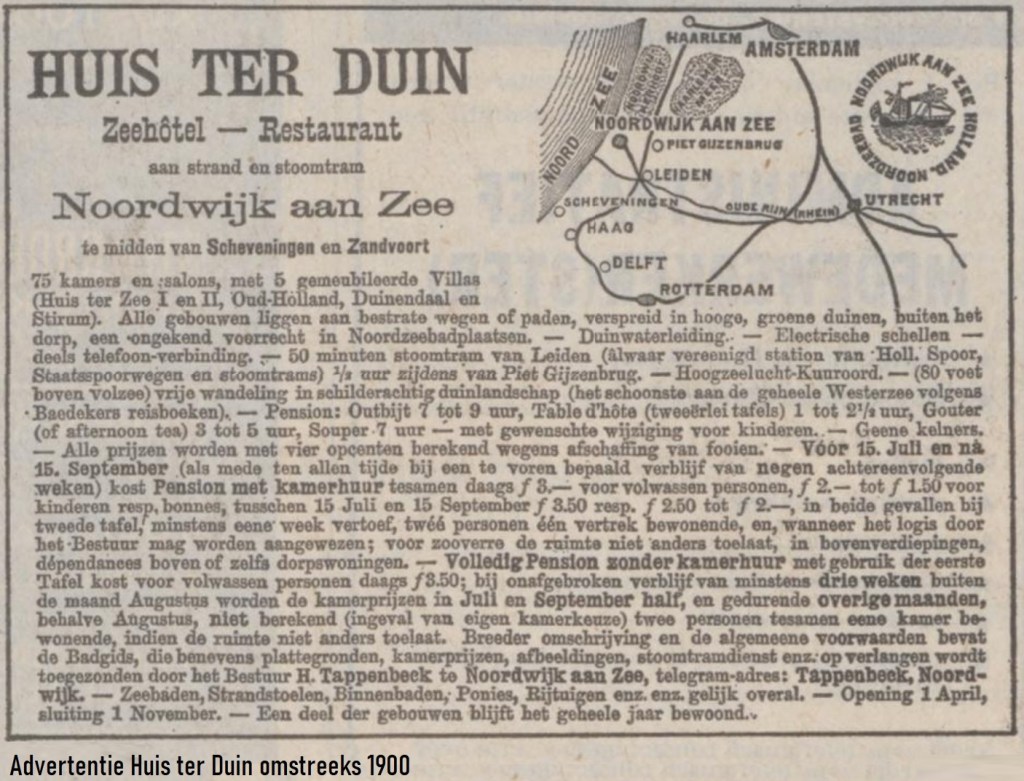 HUIS TER DUIN
Zeehôtel — Restaurant
aan strand en stoomtram
Noordwijk aan Zee
te midden van Scheveningen en Zandvoort
HAARLEM
AMSTERDAM
NOORD ZEE
HAARLEMMER MEER
NOORDWIJK AAN ZEE
PIET GIJZENBRUG
LEIDEN
SCHEVENINGEN
OUDE RIJN (RHEIN)
UTRECHT
HAAG
DELFT
ROTTERDAM
NOORDWIJK AAN ZEE HOLLAND. NOORDZEEBAD
75 kamers en salons, met 5 gemeubileerde Villas
(Huis ter Zee I en II, Oud-Holland, Duinendaal en
Stirum). Alle gebouwen liggen aan bestrate wegen of paden, verspreid in hooge, groene duinen, buiten het
dorp, een ongekend voorrecht in Noordzeebadplaatsen. — Duinwaterleiding. — Electrische schellen —
deels telefoon-verbinding. — 50 minuten stoomtram van Leiden (alwaar vereenigd station van Holl. Spoor,
Staatsspoorwegen en stoomtrams) ½ uur zijdens van Piet Gijzenbrug. — Hoogzeelucht-Kuuroord. — (80 voet
boven volzee) vrije wandeling in schilderachtig duinlandschap (het schoonste aan de geheele Westerzee volgens
Baedekers reisboeken). — Pension: Outbijt 7 tot 9 uur, Table d'hôte (tweeërlei tafels) 1 tot 2½ uur, Gouter
(of afternoon tea) 3 tot 5 uur, Souper 7 uur — met gewenschte wijziging voor kinderen. — Geene kelners.
— Alle prijzen worden met vier opcenten berekend wegens afschaffing van fooien. — Vóór 15. Juli en nà
15. September (als mede ten allen tijde bij een te voren bepaald verblijf van negen achtereenvolgende
weken) kost Pension met kamerhuur tesamen daags f 3.— voor volwassen personen, f 2.— tot f 1.50 voor
kinderen resp. bonnes, tusschen 15 Juli en 15 September f 3.50 resp. f 2.50 tot f 2.—, in beide gevallen bij
tweede tafel, minstens eene week vertoef, twéé personen één vertrek bewonende, en, wanneer het logis door
het Bestuur mag worden aangewezen; voor zooverre de ruimte niet anders toelaat, in bovenverdiepingen,
dépendances boven of zelfs dorpswoningen. — Volledig Pension zonder kamerhuur met gebruik der eerste
Tafel kost voor volwassen personen daags f 3.50; bij onafgebroken verblijf van minstens drie weken buiten
de maand Augustus worden de kamerprijzen in Juli en September half, en gedurende overige maanden,
behalve Augustus, niet berekend (ingeval van eigen kamerkeuze) twee personen tesamen eene kamer be-
wonende, indien de ruimte niet anders toelaat. Breeder omschrijving en de algemeene voorwaarden bevat
de Badgids, die benevens plattegronden, kamerprijzen, afbeeldingen, stoomtramdienst enz. op verlangen wordt
toegezonden door het Bestuur H. Tappenbeck te Noordwijk aan Zee, telegram-adres: Tappenbeck, Noord-
wijk. — Zeebaden, Strandstoelen, Binnenbaden, Ponies, Rijtuigen enz. enz. gelijk overal. — Opening 1 April,
sluiting 1 November. — Een deel der gebouwen blijft het geheele jaar bewoond.
Advertentie Huis ter Duin omstreeks 1900